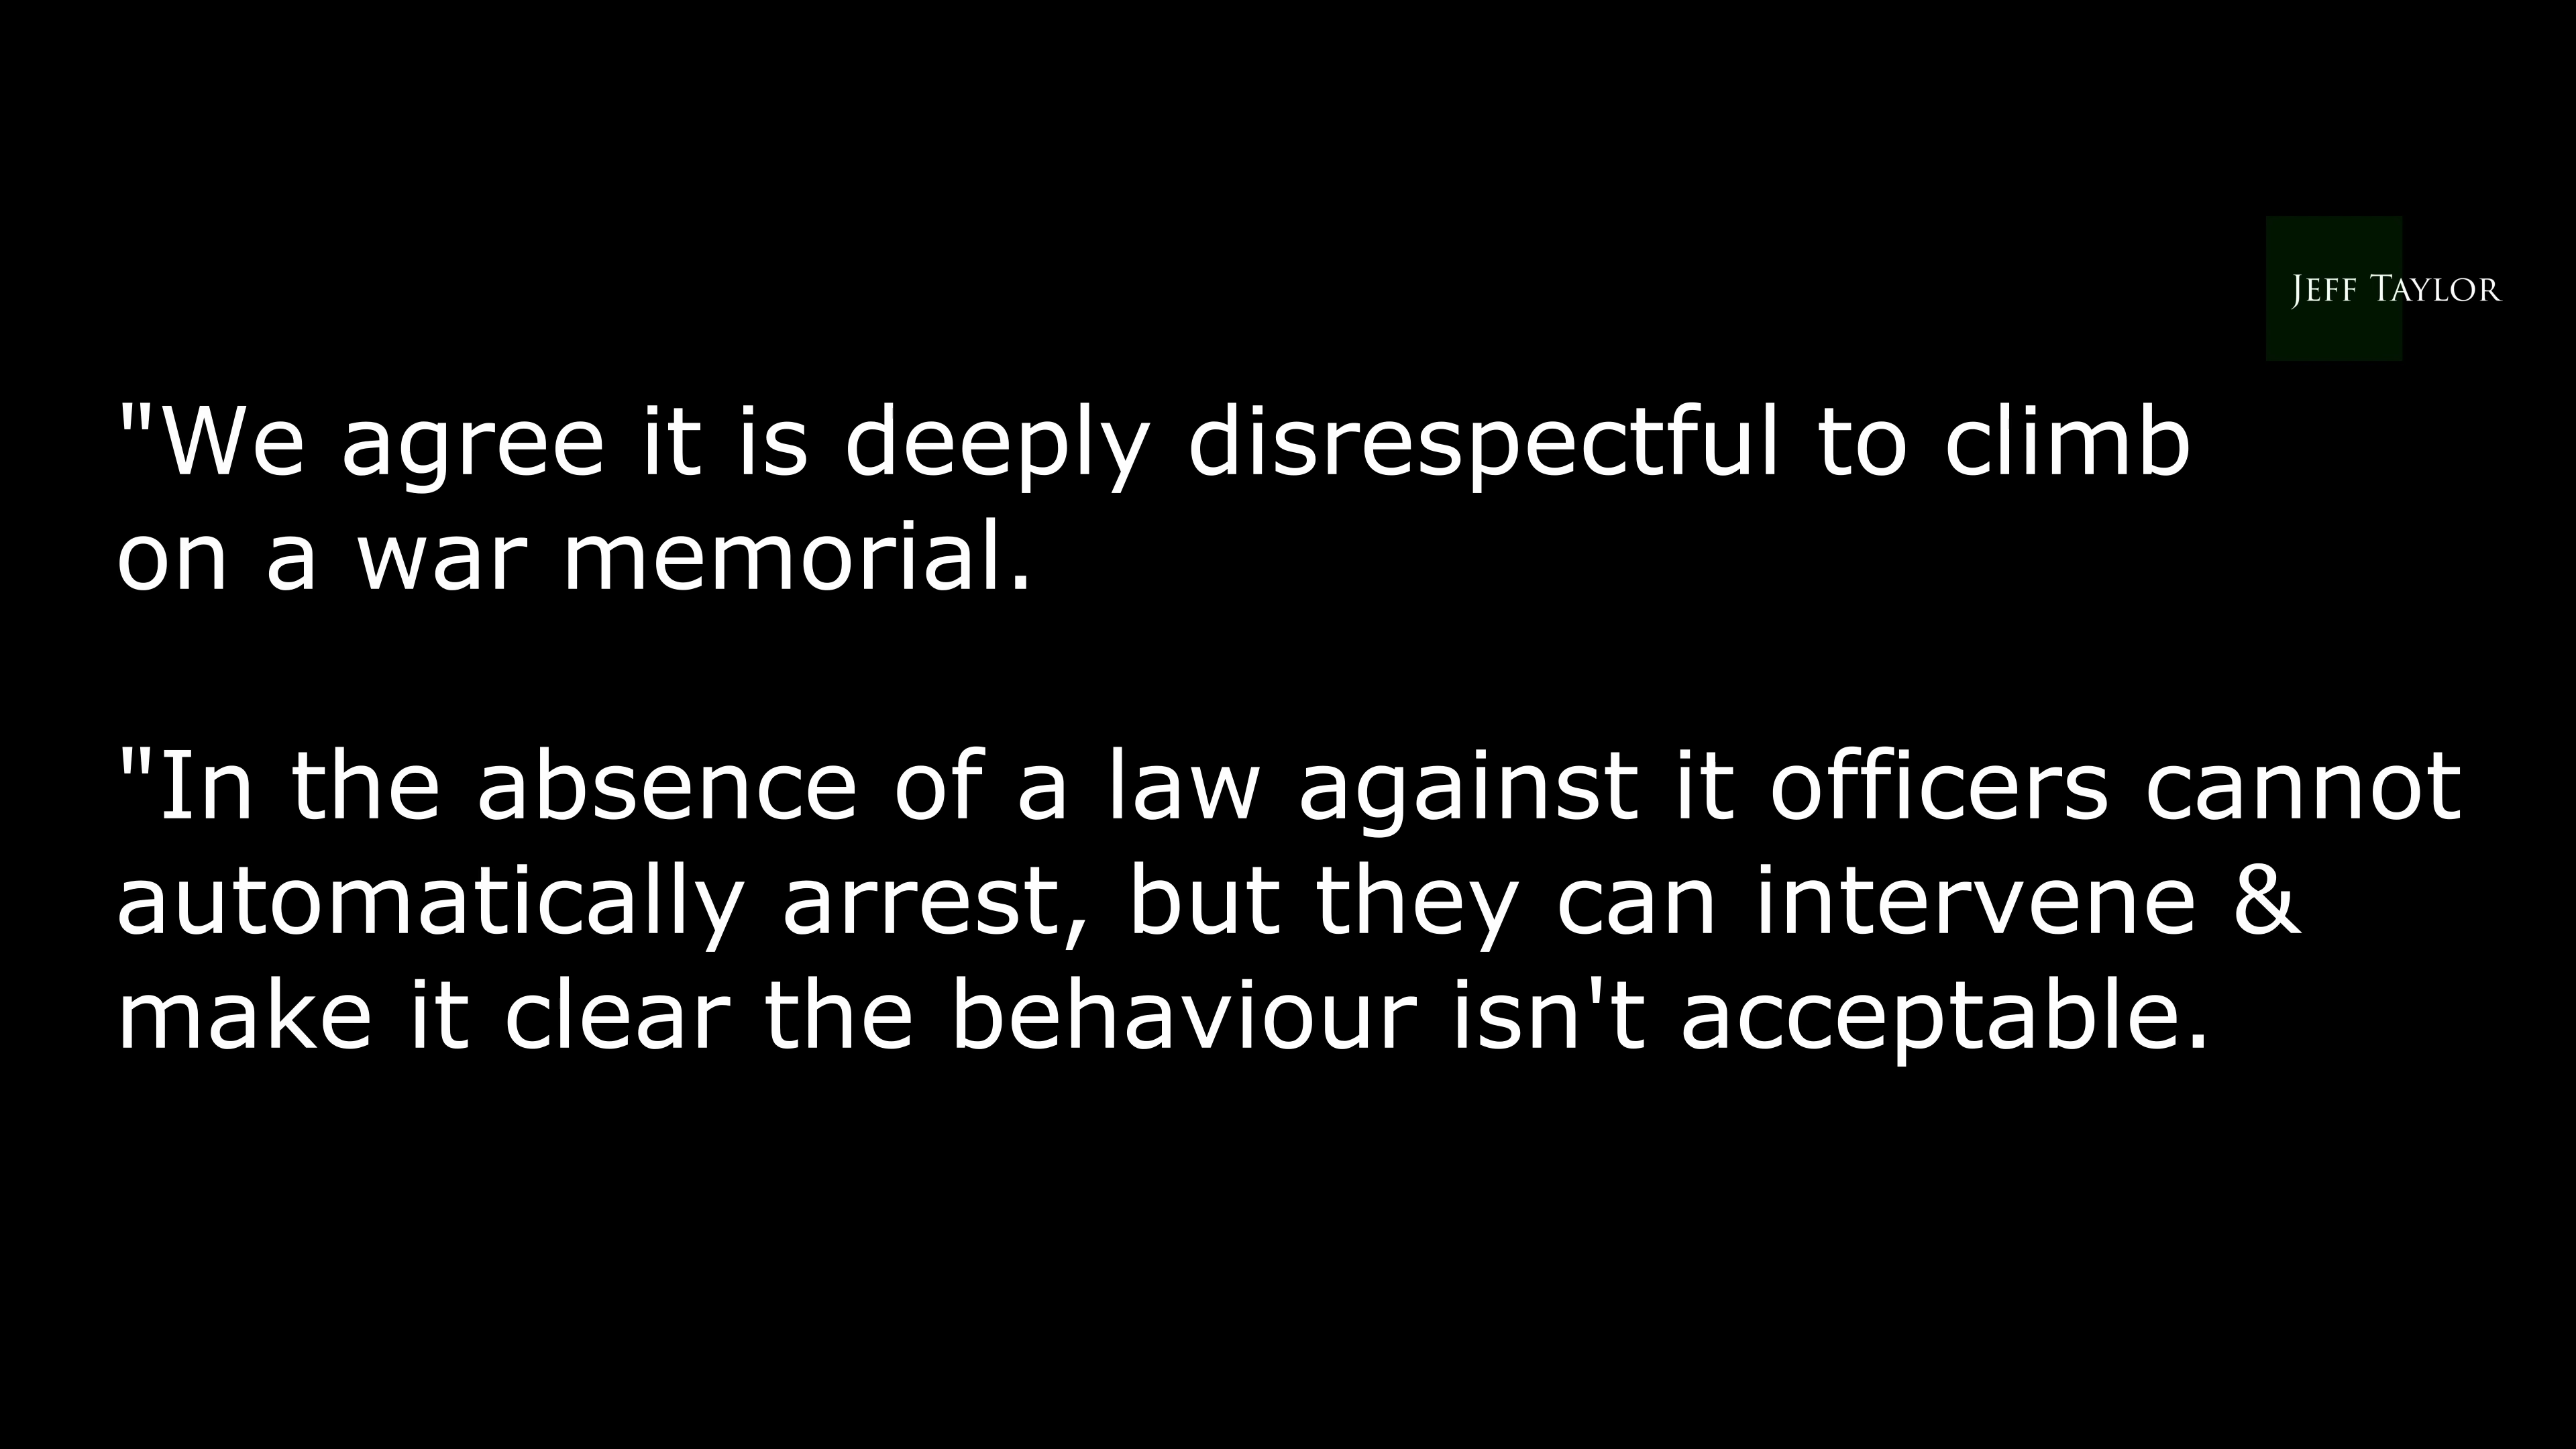 JEFF TAYLOR
"We agree it is deeply disrespectful to climb
on a war memorial.
"In the absence of a law against it officers cannot
automatically arrest, but they can intervene &
make it clear the behaviour isn't acceptable.